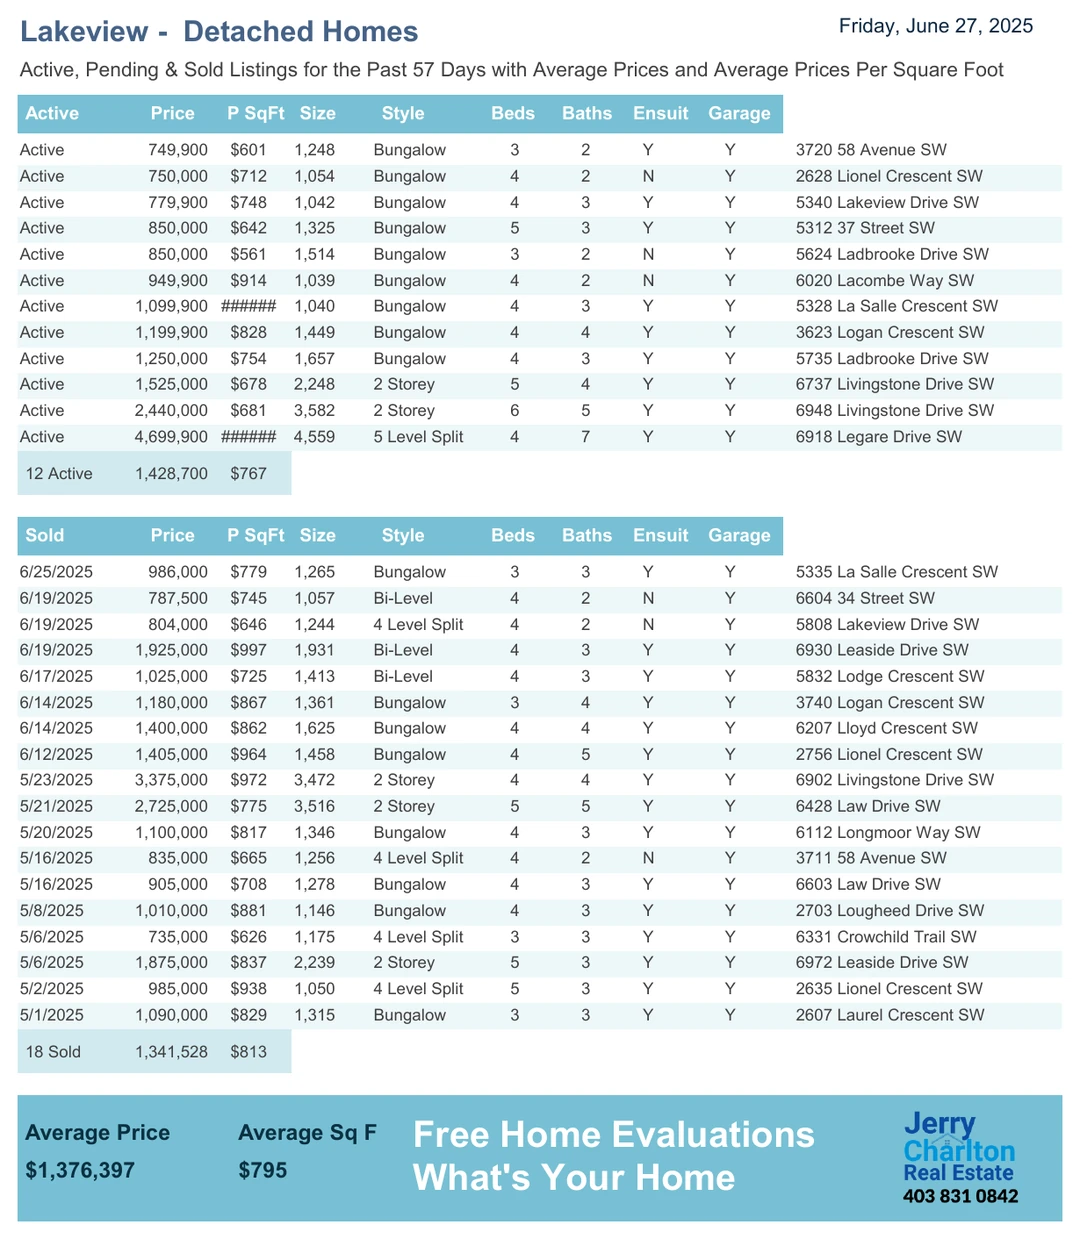 Lakeview - Detached Homes
Friday, June 27, 2025
Active, Pending & Sold Listings for the Past 57 Days with Average Prices and Average Prices Per Square Foot
Active Price P SqFt Size Style Beds Baths Ensuit Garage
Active 749,900 $601 1,248 Bungalow 3 2 Y Y 3720 58 Avenue SW
Active 750,000 $712 1,054 Bungalow 4 2 N Y 2628 Lionel Crescent SW
Active 779,900 $748 1,042 Bungalow 4 3 Y Y 5340 Lakeview Drive SW
Active 850,000 $642 1,325 Bungalow 5 3 Y Y 5312 37 Street SW
Active 850,000 $561 1,514 Bungalow 3 2 N Y 5624 Ladbrooke Drive SW
Active 949,900 $914 1,039 Bungalow 4 2 N Y 6020 Lacombe Way SW
Active 1,099,900 ###### 1,040 Bungalow 4 3 Y Y 5328 La Salle Crescent SW
Active 1,199,900 $828 1,449 Bungalow 4 4 Y Y 3623 Logan Crescent SW
Active 1,250,000 $754 1,657 Bungalow 4 3 Y Y 5735 Ladbrooke Drive SW
Active 1,525,000 $678 2,248 2 Storey 5 4 Y Y 6737 Livingstone Drive SW
Active 2,440,000 $681 3,582 2 Storey 6 5 Y Y 6948 Livingstone Drive SW
Active 4,699,900 ###### 4,559 5 Level Split 4 7 Y Y 6918 Legare Drive SW
12 Active 1,428,700 $767
Sold Price P SqFt Size Style Beds Baths Ensuit Garage
6/25/2025 986,000 $779 1,265 Bungalow 3 3 Y Y 5335 La Salle Crescent SW
6/19/2025 787,500 $745 1,057 Bi-Level 4 2 N Y 6604 34 Street SW
6/19/2025 804,000 $646 1,244 4 Level Split 4 2 N Y 5808 Lakeview Drive SW
6/19/2025 1,925,000 $997 1,931 Bi-Level 4 3 Y Y 6930 Leaside Drive SW
6/17/2025 1,025,000 $725 1,413 Bi-Level 4 3 Y Y 5832 Lodge Crescent SW
6/14/2025 1,180,000 $867 1,361 Bungalow 3 4 Y Y 3740 Logan Crescent SW
6/14/2025 1,400,000 $862 1,625 Bungalow 4 4 Y Y 6207 Lloyd Crescent SW
6/12/2025 1,405,000 $964 1,458 Bungalow 4 5 Y Y 2756 Lionel Crescent SW
5/23/2025 3,375,000 $972 3,472 2 Storey 4 4 Y Y 6902 Livingstone Drive SW
5/21/2025 2,725,000 $775 3,516 2 Storey 5 5 Y Y 6428 Law Drive SW
5/20/2025 1,100,000 $817 1,346 Bungalow 4 3 Y Y 6112 Longmoor Way SW
5/16/2025 835,000 $665 1,256 4 Level Split 4 2 N Y 3711 58 Avenue SW
5/16/2025 905,000 $708 1,278 Bungalow 4 3 Y Y 6603 Law Drive SW
5/8/2025 1,010,000 $881 1,146 Bungalow 4 3 Y Y 2703 Lougheed Drive SW
5/6/2025 735,000 $626 1,175 4 Level Split 3 3 Y Y 6331 Crowchild Trail SW
5/6/2025 1,875,000 $837 2,239 2 Storey 5 3 Y Y 6972 Leaside Drive SW
5/2/2025 985,000 $938 1,050 4 Level Split 5 3 Y Y 2635 Lionel Crescent SW
5/1/2025 1,090,000 $829 1,315 Bungalow 3 3 Y Y 2607 Laurel Crescent SW
18 Sold 1,341,528 $813
Average Price Average Sq F
$1,376,397 $795
Free Home Evaluations
What's Your Home
Jerry
Charlton
Real Estate
403 831 0842